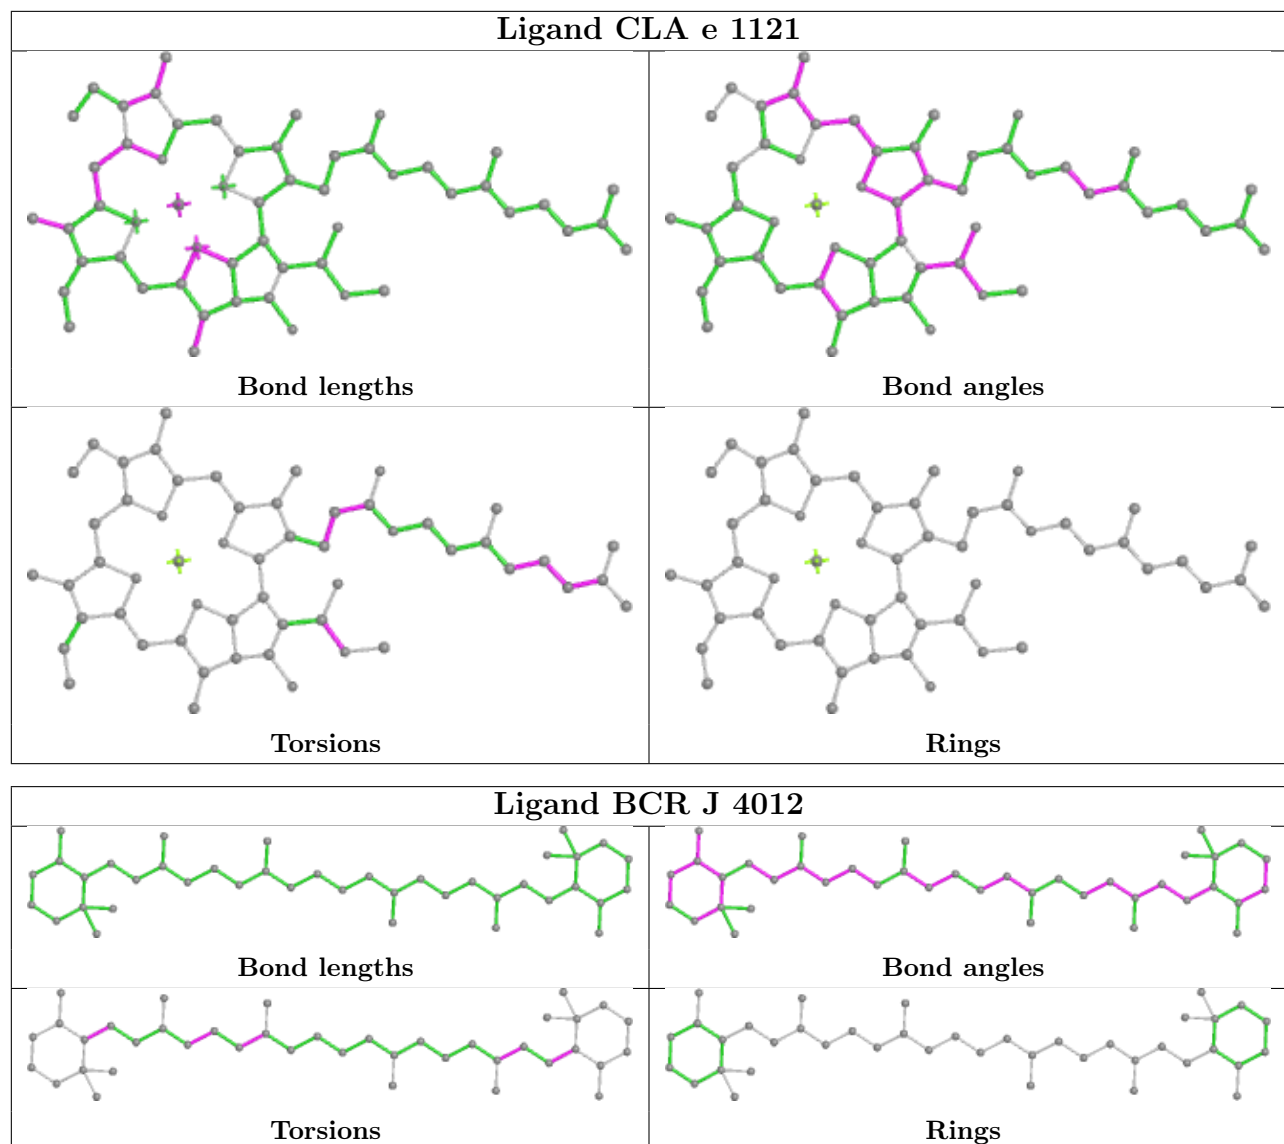 Ligand CLA e 1121
Bond lengths
Bond angles
Torsions
Rings
Ligand BCR J 4012
Bond lengths
Bond angles
Torsions
Rings